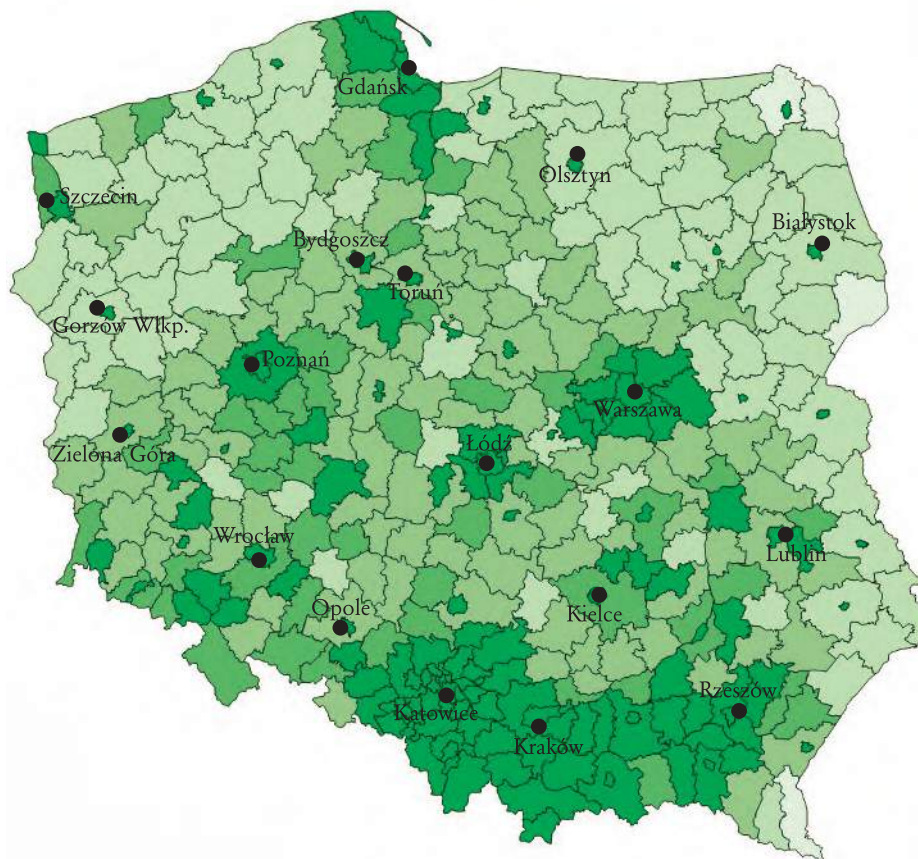 Gdańsk
Olsztyn
Szczecin
Białystok
Bydgoszcz
Toruń
Gorzów Wlkp.
Poznań
Warszawa
Zielona Góra
Łódź
Wrocław
Lublin
Opole
Kielce
Rzeszów
Katowice
Kraków